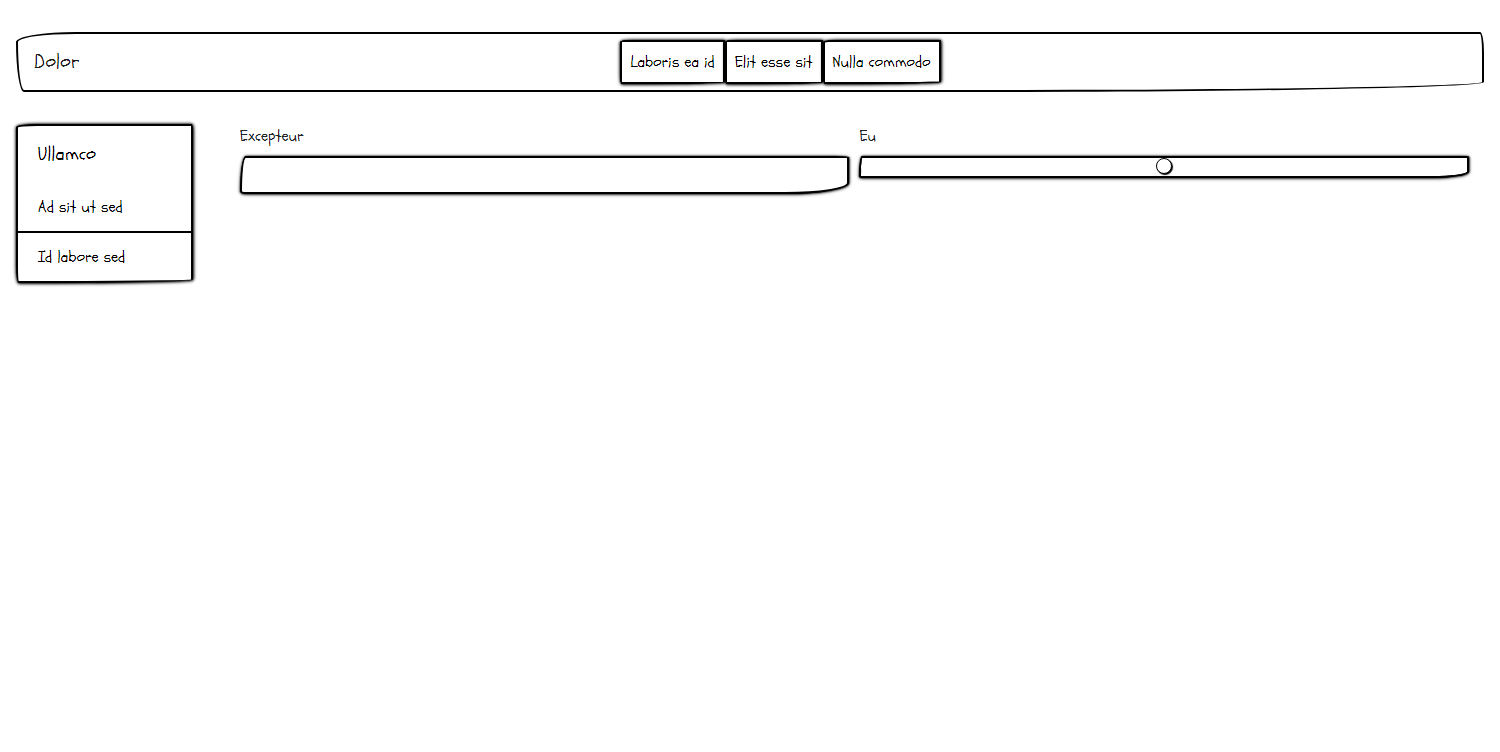 Dolor
Laboris ea id
Elit esse sit
Nulla commodo
Ullamco
Ad sit ut sed
Id labore sed
Excepteur
Eu